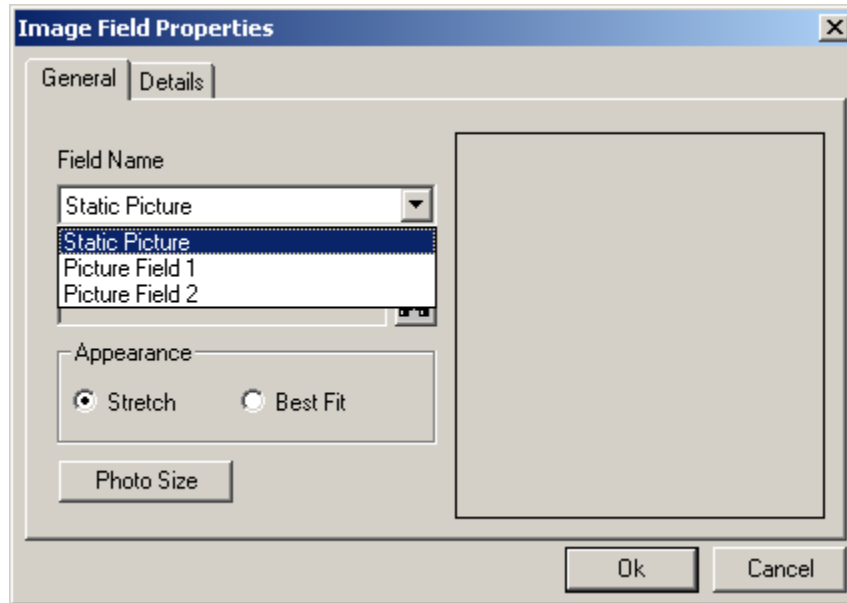 Image Field Properties
General Details
Field Name
Static Picture
Static Picture
Picture Field 1
Picture Field 2
Appearance
Stretch Best Fit
Photo Size
Ok Cancel